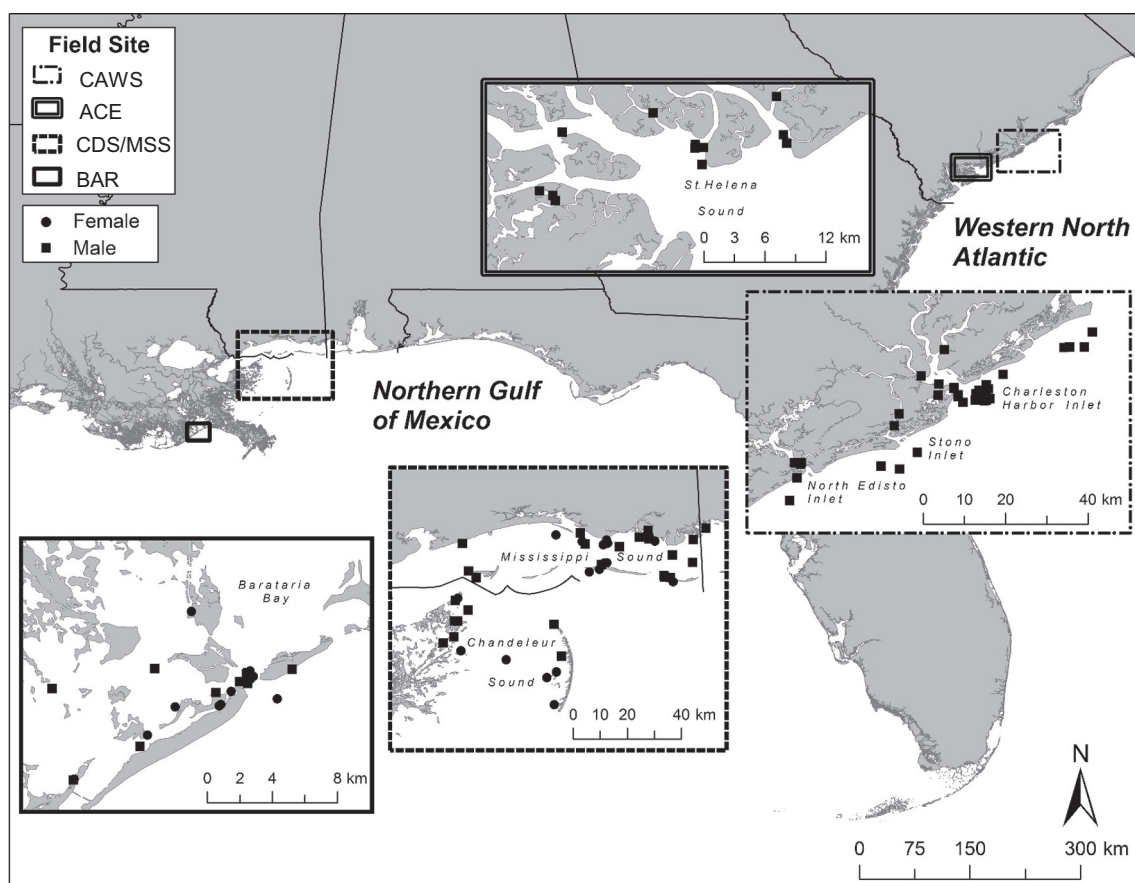 Field Site
CAWS
ACE
CDS/MSS
BAR
Female
Male
St.Helena
Sound
0 3 6 12 km
Western North
Atlantic
Northern Gulf
of Mexico
Charleston
Harbor Inlet
Stono
Inlet
North Edisto
Inlet
0 10 20 40 km
Mississippi Sound
Chandeleur
Sound
0 10 20 40 km
Barataria
Bay
0 2 4 8 km
N
0 75 150 300 km